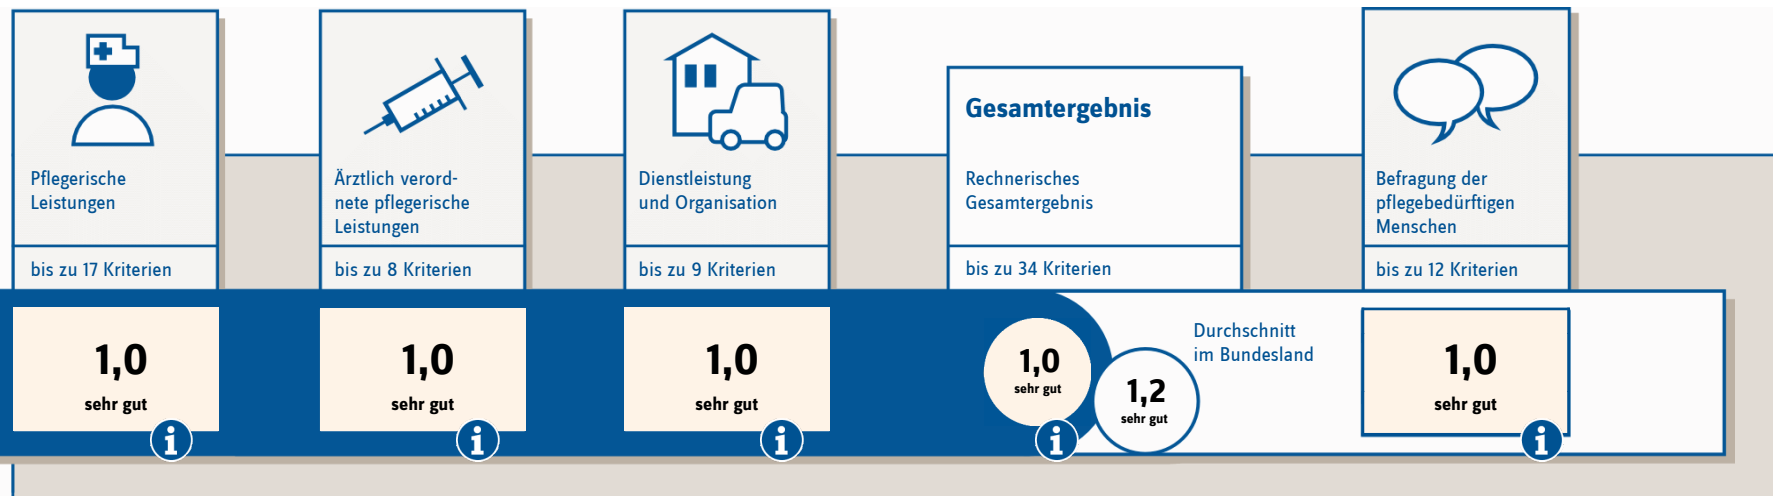 Pflegerische
Leistungen
bis zu 17 Kriterien
1,0
sehr gut
i
Ärztlich verord-
nete pflegerische
Leistungen
bis zu 8 Kriterien
1,0
sehr gut
i
Dienstleistung
und Organisation
bis zu 9 Kriterien
1,0
sehr gut
i
Gesamtergebnis
Rechnerisches
Gesamtergebnis
bis zu 34 Kriterien
1,0
sehr gut
i
1,2
sehr gut
Durchschnitt
im Bundesland
Befragung der
pflegebedürftigen
Menschen
bis zu 12 Kriterien
1,0
sehr gut
i